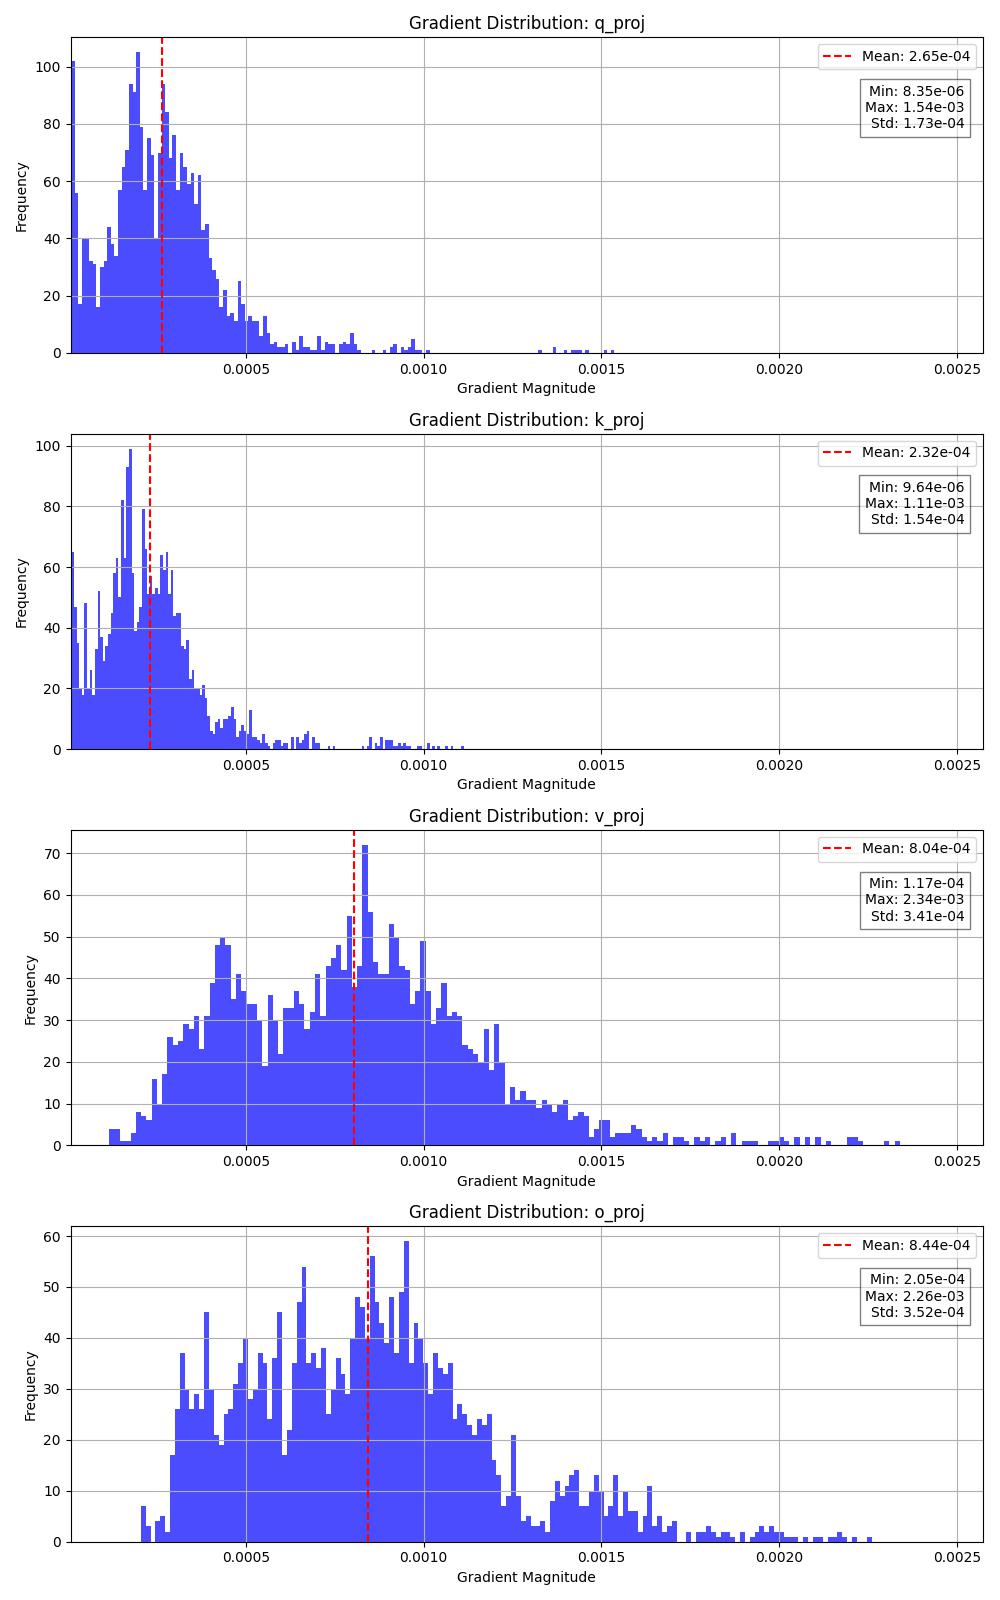 Gradient Distribution: q_proj
Mean: 2.65e-04
Min: 8.35e-06
Max: 1.54e-03
Std: 1.73e-04
100
80
60
40
20
0
Frequency
0.0005 0.0010 0.0015 0.0020 0.0025
Gradient Magnitude
Gradient Distribution: k_proj
Mean: 2.32e-04
Min: 9.64e-06
Max: 1.11e-03
Std: 1.54e-04
100
80
60
40
20
0
Frequency
0.0005 0.0010 0.0015 0.0020 0.0025
Gradient Magnitude
Gradient Distribution: v_proj
Mean: 8.04e-04
Min: 1.17e-04
Max: 2.34e-03
Std: 3.41e-04
70
60
50
40
30
20
10
0
Frequency
0.0005 0.0010 0.0015 0.0020 0.0025
Gradient Magnitude
Gradient Distribution: o_proj
Mean: 8.44e-04
Min: 2.05e-04
Max: 2.26e-03
Std: 3.52e-04
60
50
40
30
20
10
0
Frequency
0.0005 0.0010 0.0015 0.0020 0.0025
Gradient Magnitude